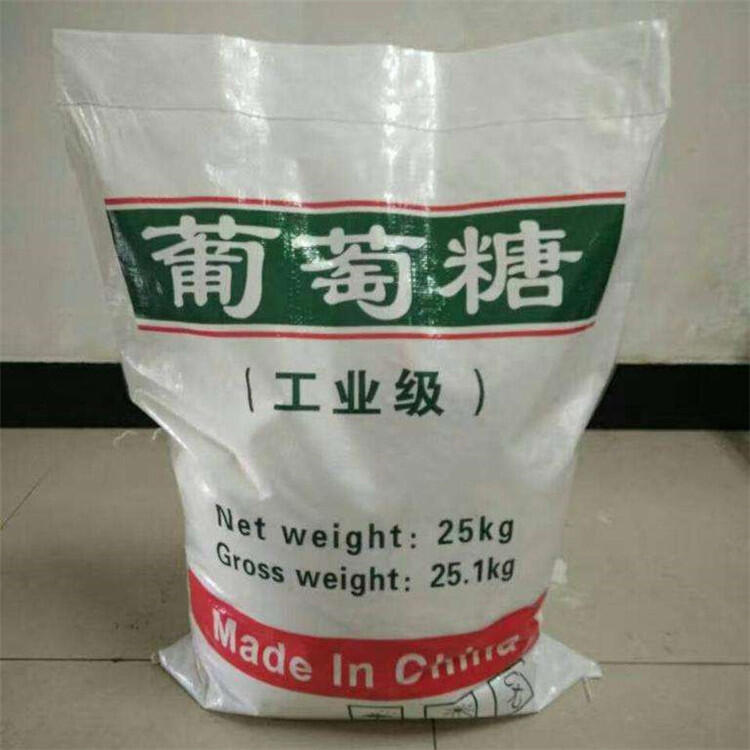 葡萄糖
（工业级）
Net weight: 25kg
Gross weight: 25.1kg
Made In China